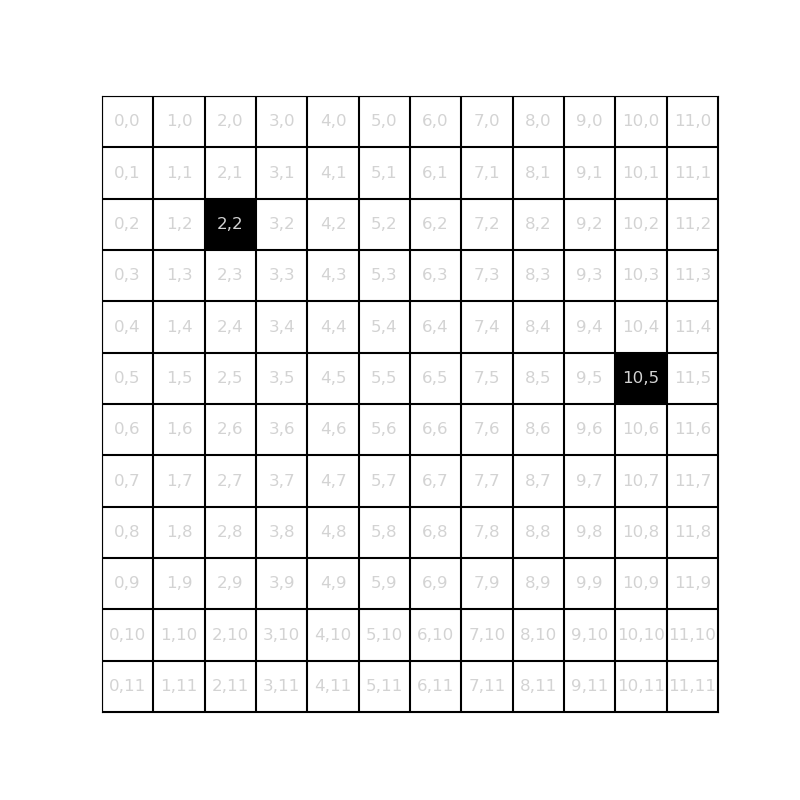 0,0 1,0 2,0 3,0 4,0 5,0 6,0 7,0 8,0 9,0 10,0 11,0
0,1 1,1 2,1 3,1 4,1 5,1 6,1 7,1 8,1 9,1 10,1 11,1
0,2 1,2 2,2 3,2 4,2 5,2 6,2 7,2 8,2 9,2 10,2 11,2
0,3 1,3 2,3 3,3 4,3 5,3 6,3 7,3 8,3 9,3 10,3 11,3
0,4 1,4 2,4 3,4 4,4 5,4 6,4 7,4 8,4 9,4 10,4 11,4
0,5 1,5 2,5 3,5 4,5 5,5 6,5 7,5 8,5 9,5 10,5 11,5
0,6 1,6 2,6 3,6 4,6 5,6 6,6 7,6 8,6 9,6 10,6 11,6
0,7 1,7 2,7 3,7 4,7 5,7 6,7 7,7 8,7 9,7 10,7 11,7
0,8 1,8 2,8 3,8 4,8 5,8 6,8 7,8 8,8 9,8 10,8 11,8
0,9 1,9 2,9 3,9 4,9 5,9 6,9 7,9 8,9 9,9 10,9 11,9
0,10 1,10 2,10 3,10 4,10 5,10 6,10 7,10 8,10 9,10 10,10 11,10
0,11 1,11 2,11 3,11 4,11 5,11 6,11 7,11 8,11 9,11 10,11 11,11